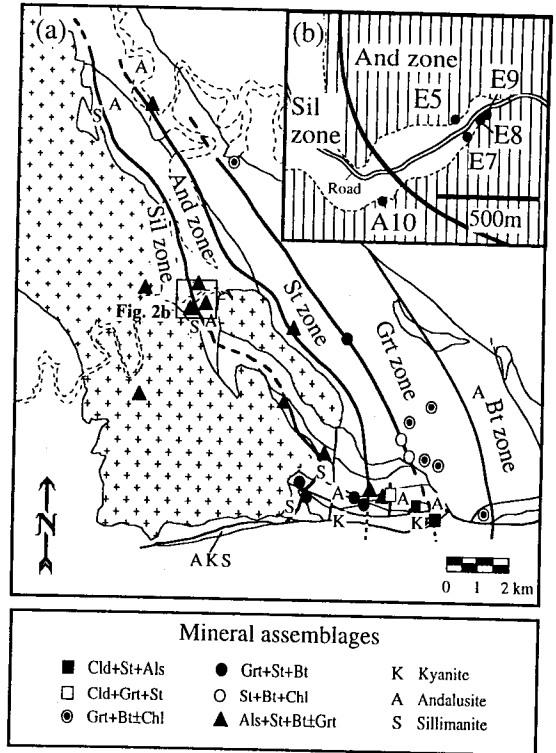 (a)
(b)
And zone
Sil zone
E5
E9
E8
E7
Road
A10
500m
A
S
A
Sil zone
And zone
St zone
Grt zone
Bt zone
A
Fig. 2b
S
A
S
A
A
A
S
K
K
A K S
N
0 1 2 km
Mineral assemblages
Cld+St+Als
Grt+St+Bt
K Kyanite
Cld+Grt+St
St+Bt+Chl
A Andalusite
Grt+Bt±Chl
Als+St+Bt±Grt
S Sillimanite